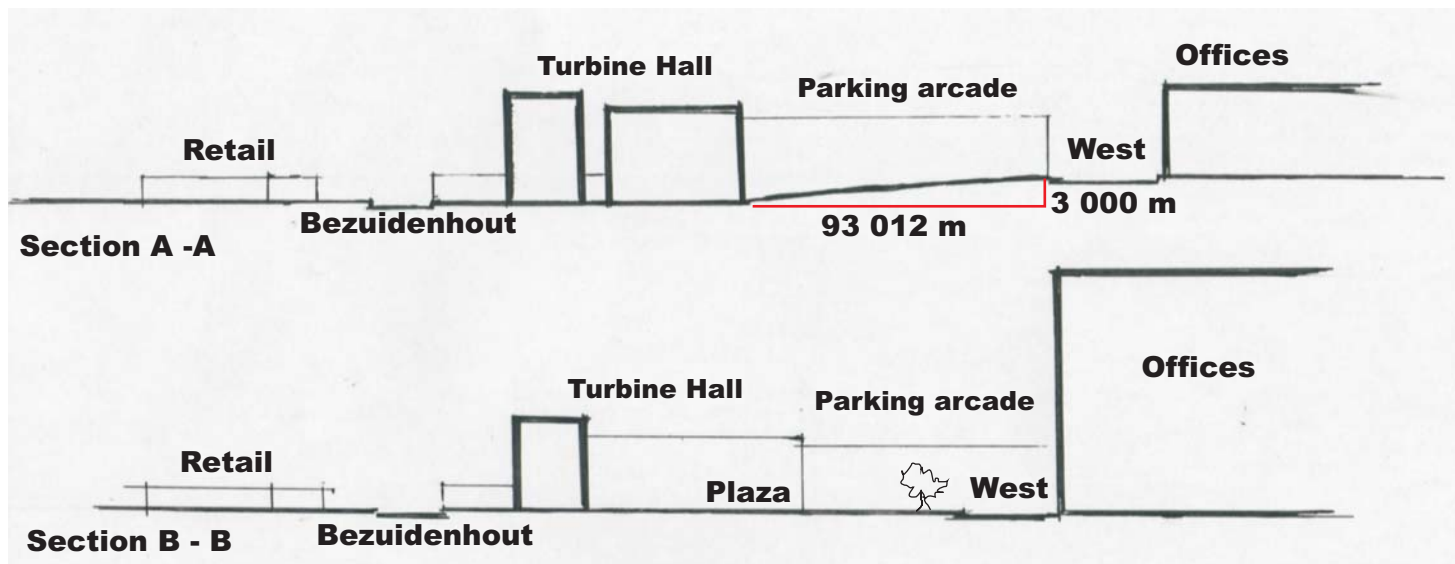 Offices
Turbine Hall
Parking arcade
Retail
West
Bezuidenhout
3 000 m
93 012 m
Section A -A
Offices
Turbine Hall
Parking arcade
Retail
Plaza
West
Bezuidenhout
Section B - B